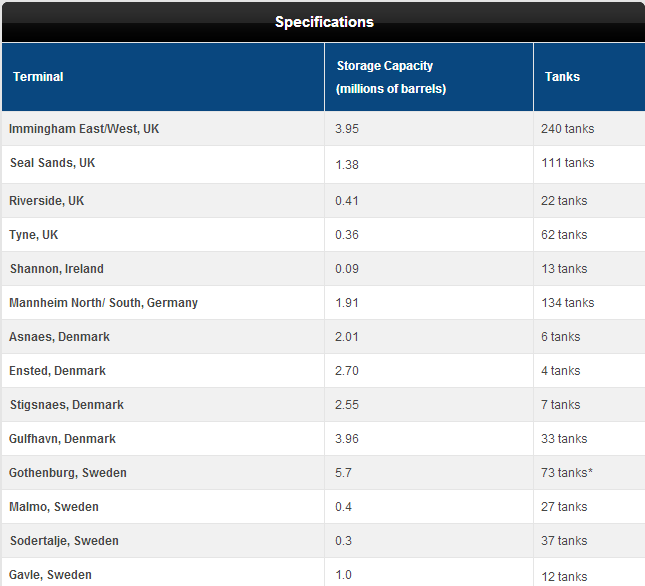 Specifications
Terminal Storage Capacity (millions of barrels) Tanks
Immingham East/West, UK 3.95 240 tanks
Seal Sands, UK 1.38 111 tanks
Riverside, UK 0.41 22 tanks
Tyne, UK 0.36 62 tanks
Shannon, Ireland 0.09 13 tanks
Mannheim North/ South, Germany 1.91 134 tanks
Asnaes, Denmark 2.01 6 tanks
Ensted, Denmark 2.70 4 tanks
Stigsnaes, Denmark 2.55 7 tanks
Gulfhavn, Denmark 3.96 33 tanks
Gothenburg, Sweden 5.7 73 tanks*
Malmo, Sweden 0.4 27 tanks
Sodertalje, Sweden 0.3 37 tanks
Gavle, Sweden 1.0 12 tanks